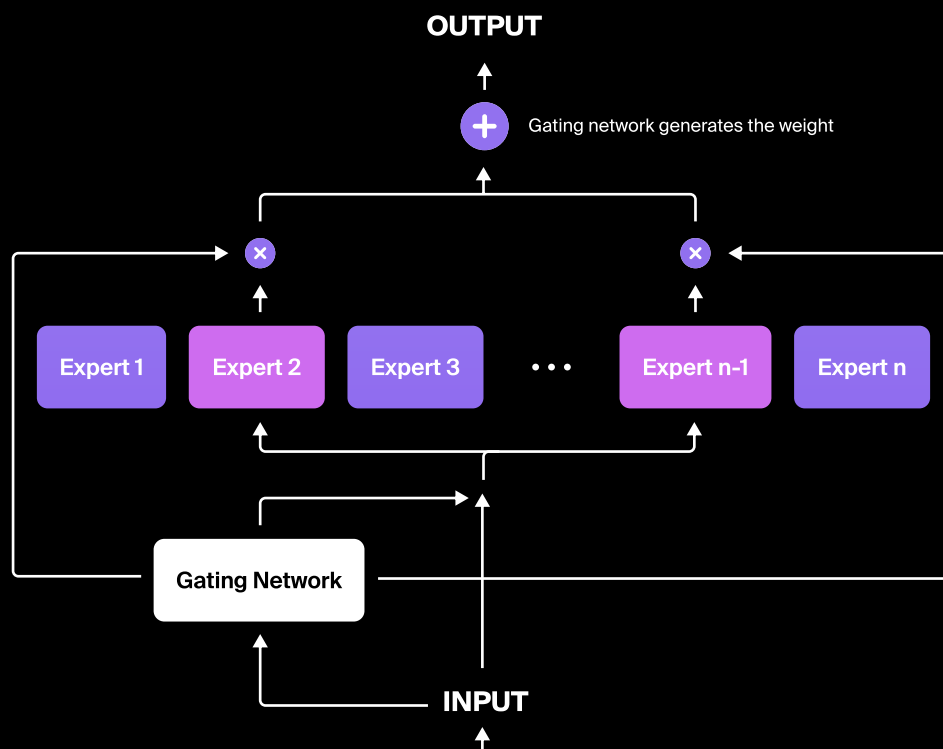 OUTPUT
Gating network generates the weight
Expert 1
Expert 2
Expert 3
...
Expert n-1
Expert n
Gating Network
INPUT